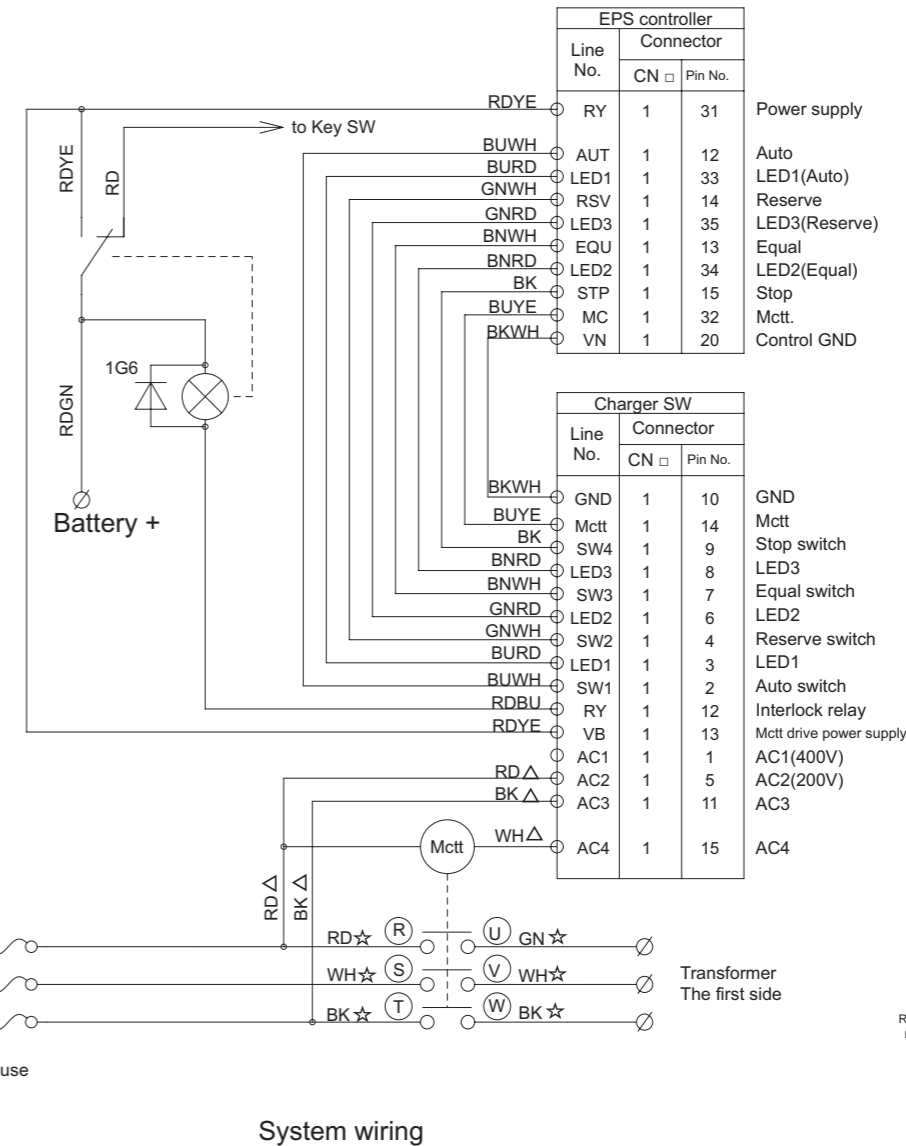 EPS controller
Line No. Connector
CN □ Pin No.
RDYE RY 1 31 Power supply
to Key SW
BUWH AUT 1 12 Auto
BURD LED1 1 33 LED1(Auto)
GNWH RSV 1 14 Reserve
GNRD LED3 1 35 LED3(Reserve)
BNWH EQU 1 13 Equal
BNRD LED2 1 34 LED2(Equal)
BK STP 1 15 Stop
BUYE MC 1 32 Mctt.
BKWH VN 1 20 Control GND
RDYE
RD
1G6
RDGN
Battery +
Charger SW
Line No. Connector
CN □ Pin No.
BKWH GND 1 10 GND
BUYE Mctt 1 14 Mctt
BK SW4 1 9 Stop switch
BNRD LED3 1 8 LED3
BNWH SW3 1 7 Equal switch
GNRD LED2 1 6 LED2
GNWH SW2 1 4 Reserve switch
BURD LED1 1 3 LED1
BUWH SW1 1 2 Auto switch
RDBU RY 1 12 Interlock relay
RDYE VB 1 13 Mctt drive power supply
AC1 1 1 AC1(400V)
RD△ AC2 1 5 AC2(200V)
BK△ AC3 1 11 AC3
Mctt WH△ AC4 1 15 AC4
RD△
BK△
RD☆ R U GN☆
WH☆ S V WH☆
BK☆ T W BK☆
Transformer
The first side
use
System wiring